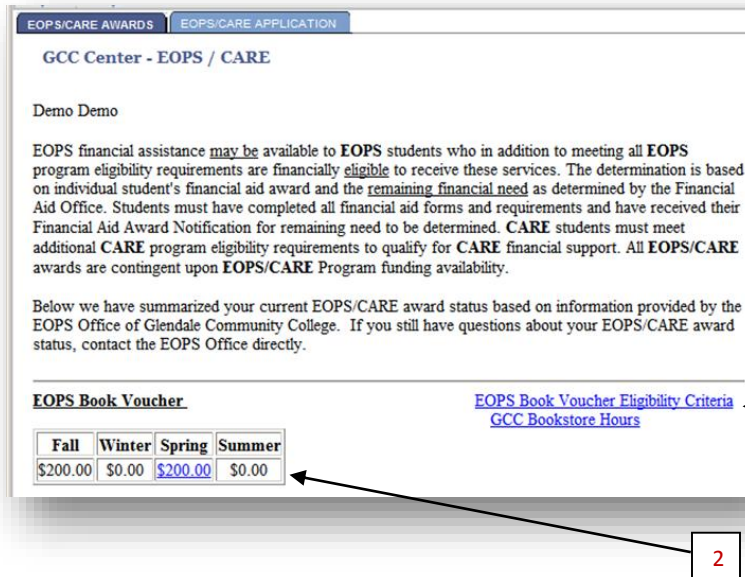 EOPS/CARE AWARDS EOPS/CARE APPLICATION
GCC Center - EOPS / CARE
Demo Demo
EOPS financial assistance may be available to EOPS students who in addition to meeting all EOPS
program eligibility requirements are financially eligible to receive these services. The determination is based
on individual student's financial aid award and the remaining financial need as determined by the Financial
Aid Office. Students must have completed all financial aid forms and requirements and have received their
Financial Aid Award Notification for remaining need to be determined. CARE students must meet
additional CARE program eligibility requirements to qualify for CARE financial support. All EOPS/CARE
awards are contingent upon EOPS/CARE Program funding availability.
Below we have summarized your current EOPS/CARE award status based on information provided by the
EOPS Office of Glendale Community College. If you still have questions about your EOPS/CARE award
status, contact the EOPS Office directly.
EOPS Book Voucher EOPS Book Voucher Eligibility Criteria
GCC Bookstore Hours
Fall Winter Spring Summer
$200.00 $0.00 $200.00 $0.00
2